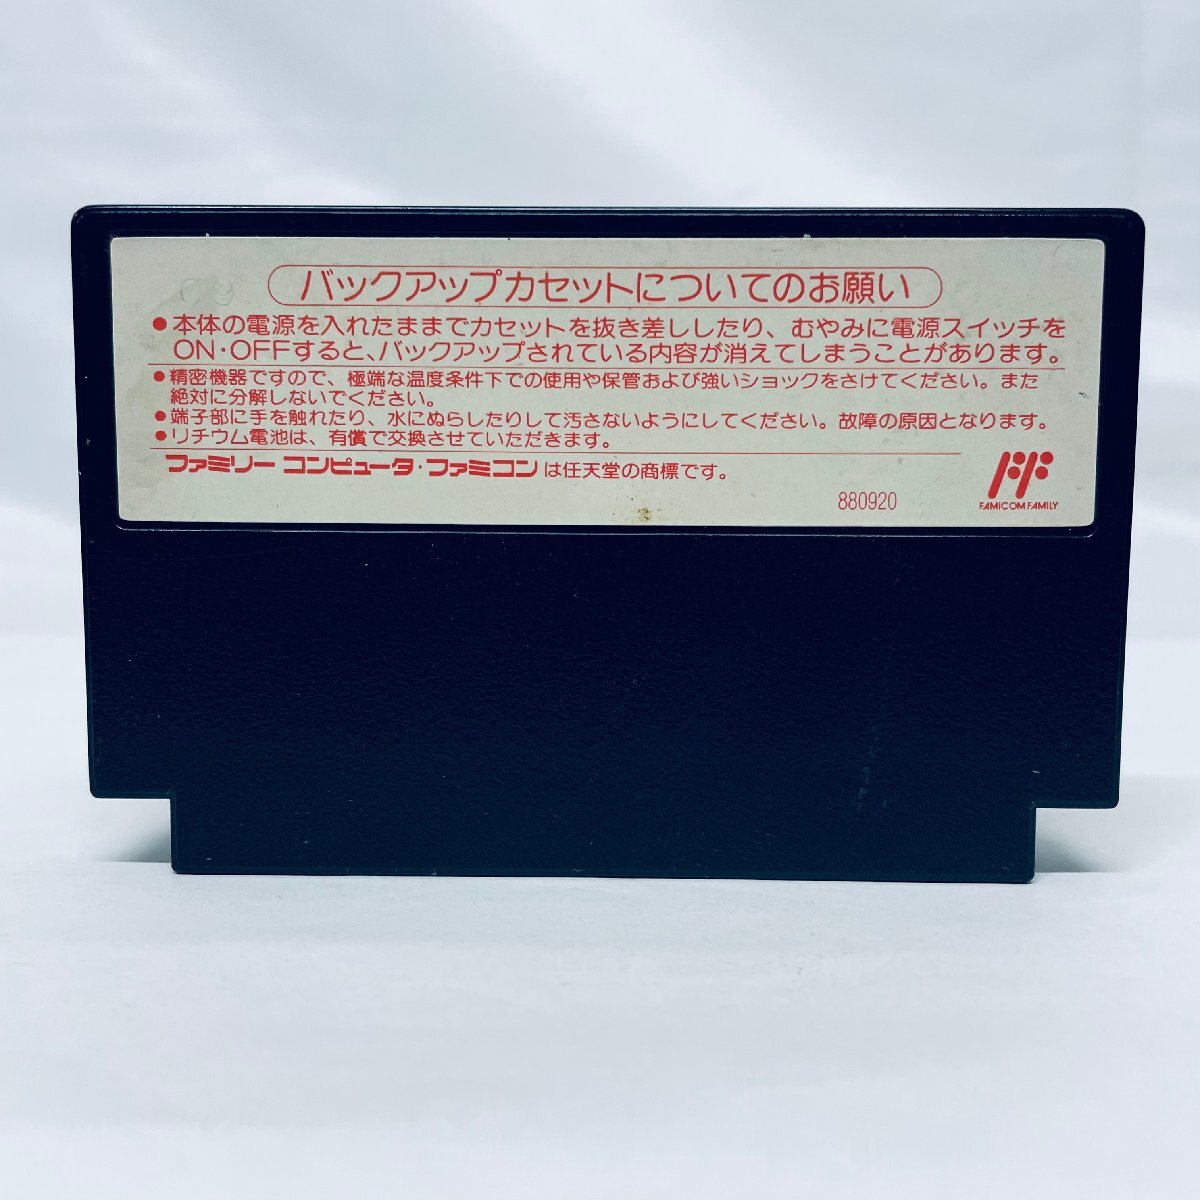 バックアップカセットについてのお願い
●本体の電源を入れたままでカセットを抜き差ししたり、むやみに電源スイッチを
ON・OFFすると、バックアップされている内容が消えてしまうことがあります。
●精密機器ですので、極端な温度条件下での使用や保管および強いショックをさけてください。また
絶対に分解しないでください。
●端子部に手を触れたり、水にぬらしたりして汚さないようにしてください。故障の原因となります。
●リチウム電池は、有償で交換させていただきます。
ファミリー コンピュータ・ファミコンは任天堂の商標です。
880920
FAMICOM FAMILY